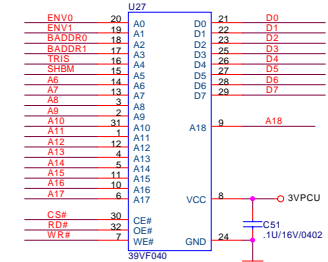 U27
ENV0 20 A0 D0 21 D0
ENV1 19 A1 D1 22 D1
BADDR0 18 A2 D2 23 D2
BADDR1 17 A3 D3 25 D3
TRIS 16 A4 D4 26 D4
SHBM 15 A5 D5 27 D5
A6 14 A6 D6 28 D6
A7 13 A7 D7 29 D7
A8 3 A8
A9 2 A9
A10 31 A10 A18 9 A18
A11 1 A11
A12 12 A12
A13 4 A13
A14 5 A14
A15 11 A15
A16 10 A16
A17 6 A17 VCC 8 3VPCU
CS# 30 CE#
RD# 32 OE#
WR# 7 WE# GND 24
C51
.1U/16V/0402
39VF040